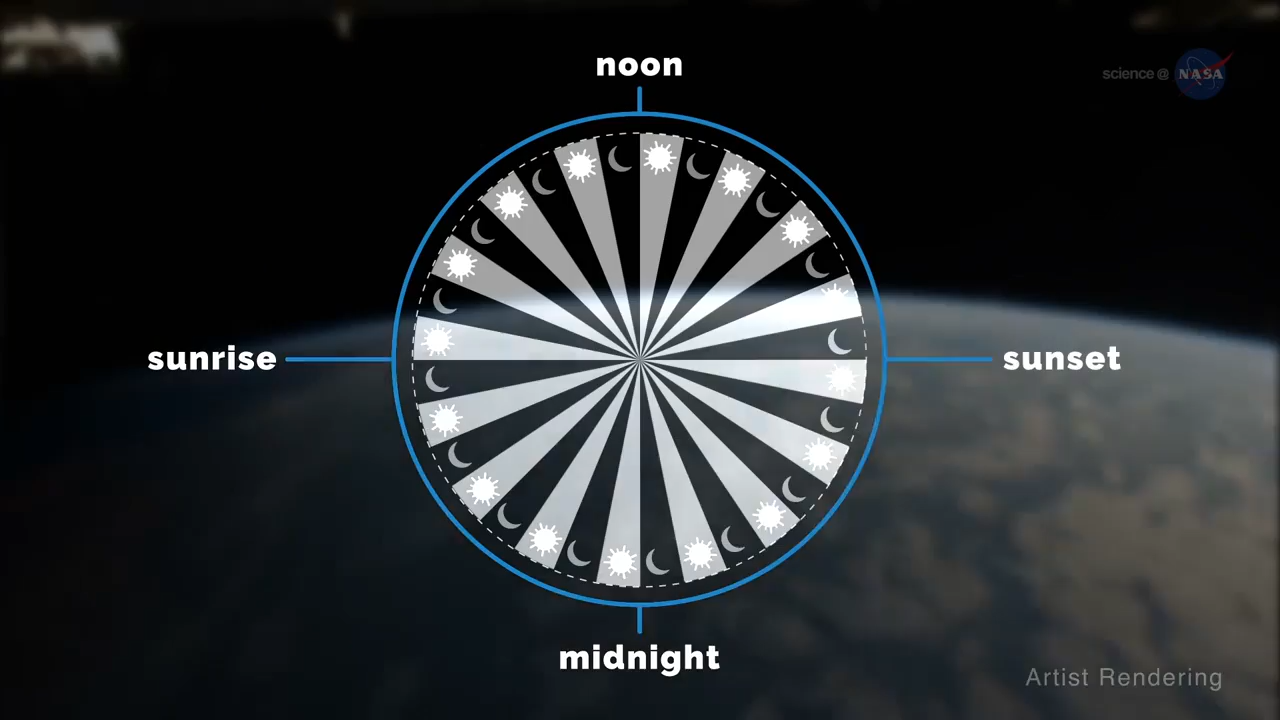 noon
science@ NASA
sunrise
sunset
midnight
Artist Rendering